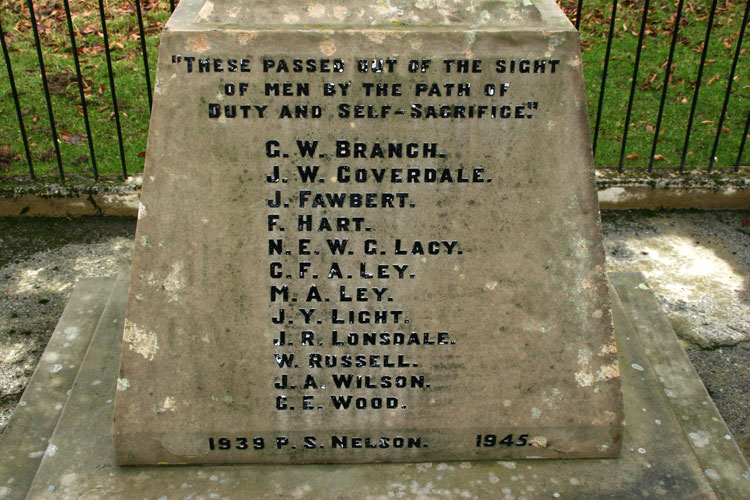 "THESE PASSED OUT OF THE SIGHT
OF MEN BY THE PATH OF
DUTY AND SELF-SACRIFICE."
G. W. BRANCH.
J. W. COVERDALE.
J. FAWBERT.
F. HART.
N. E. W. G. LACY.
C. F. A. LEY.
M. A. LEY.
J. Y. LIGHT.
J. R. LONSDALE.
W. RUSSELL.
J. A. WILSON.
G. E. WOOD.
1939 P. S. NELSON. 1945.